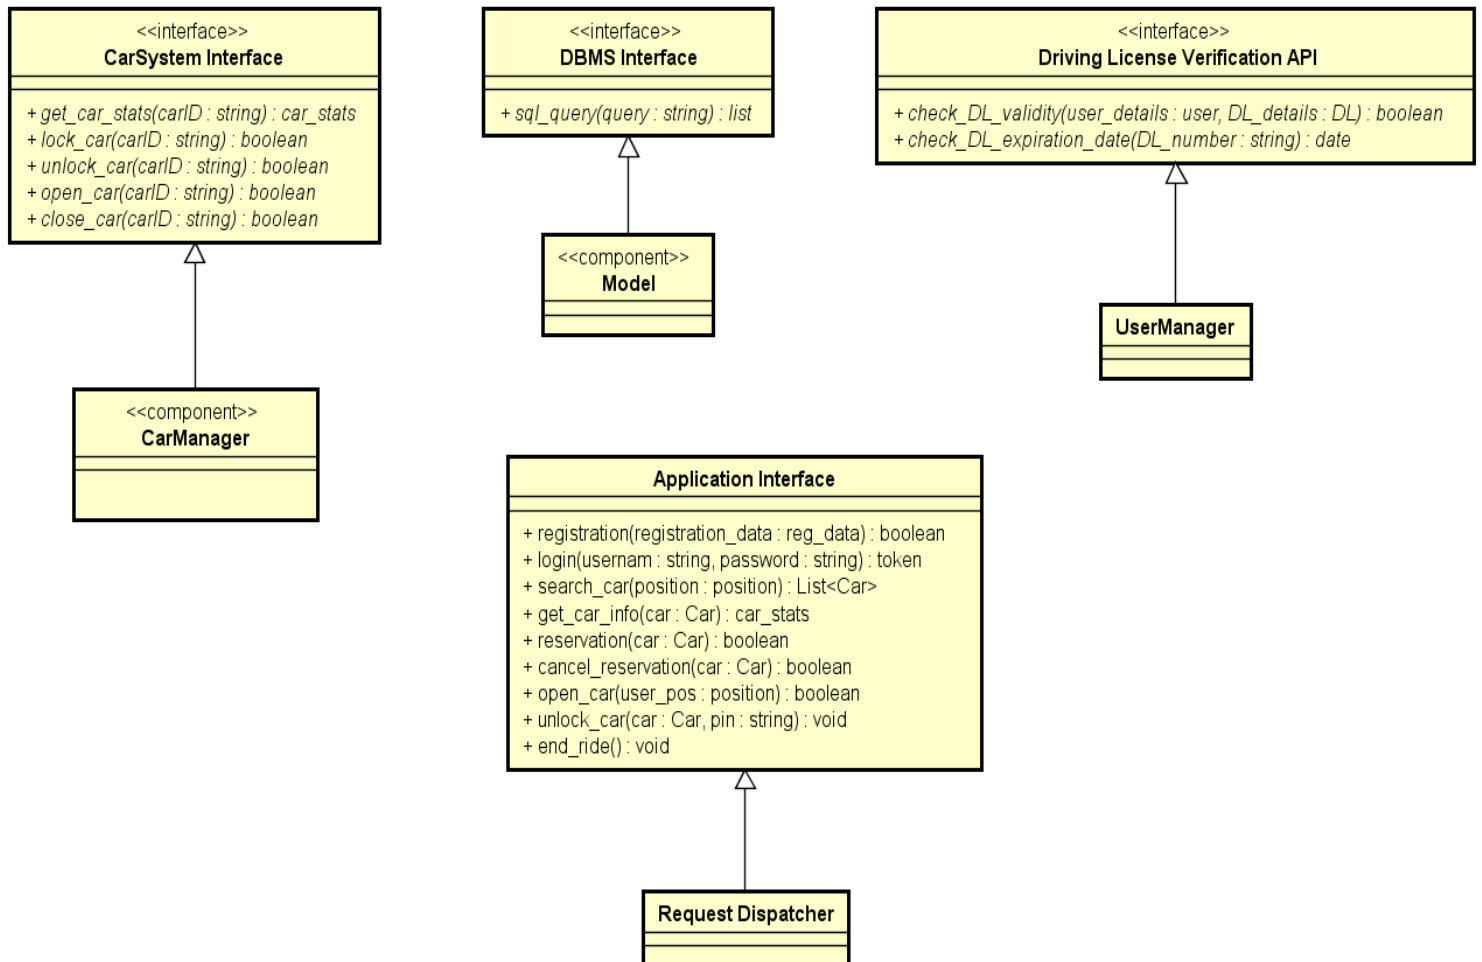 <<interface>>
CarSystem Interface
+ get_car_stats(carID : string) : car_stats
+ lock_car(carID : string) : boolean
+ unlock_car(carID : string) : boolean
+ open_car(carID : string) : boolean
+ close_car(carID : string) : boolean
<<interface>>
DBMS Interface
+ sql_query(query : string) : list
<<interface>>
Driving License Verification API
+ check_DL_validity(user_details : user, DL_details : DL) : boolean
+ check_DL_expiration_date(DL_number : string) : date
<<component>>
Model
UserManager
<<component>>
CarManager
Application Interface
+ registration(registration_data : reg_data) : boolean
+ login(usernam : string, password : string) : token
+ search_car(position : position) : List<Car>
+ get_car_info(car : Car) : car_stats
+ reservation(car : Car) : boolean
+ cancel_reservation(car : Car) : boolean
+ open_car(user_pos : position) : boolean
+ unlock_car(car : Car, pin : string) : void
+ end_ride() : void
Request Dispatcher